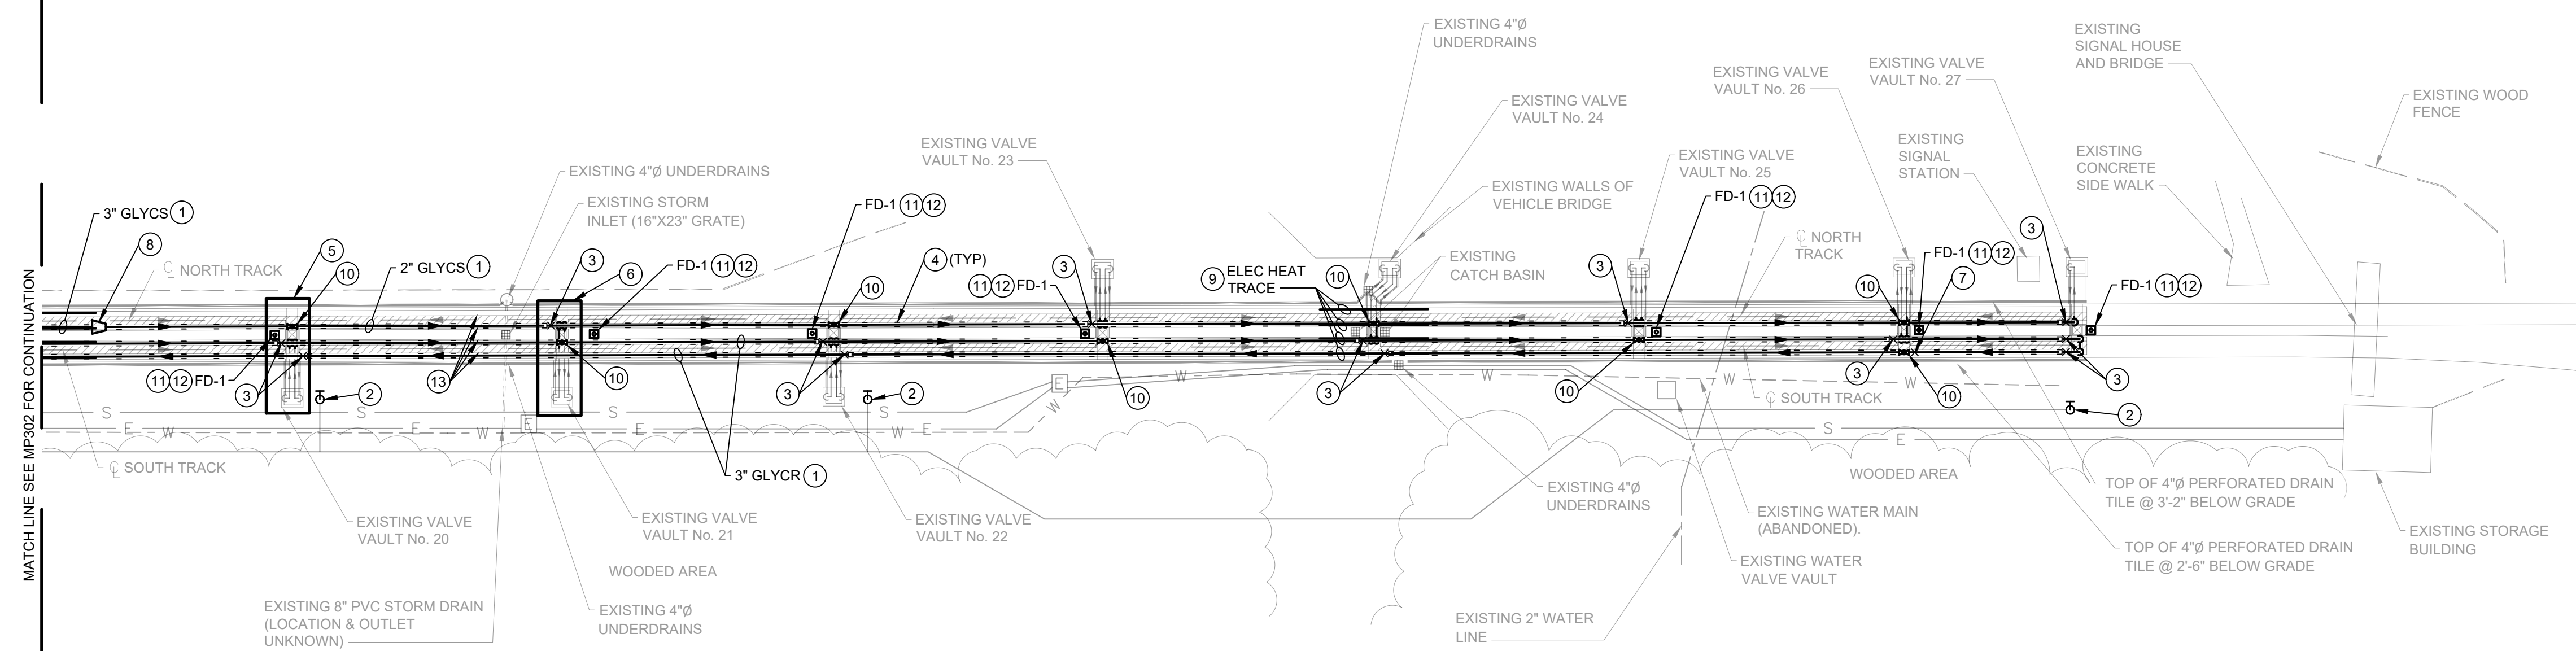 EXISTING 4"Ø
UNDERDRAINS
EXISTING
SIGNAL HOUSE
AND BRIDGE
EXISTING VALVE
VAULT No. 26
EXISTING VALVE
VAULT No. 27
EXISTING WOOD
FENCE
EXISTING VALVE
VAULT No. 24
EXISTING VALVE
VAULT No. 23
EXISTING VALVE
VAULT No. 25
EXISTING
SIGNAL
STATION
EXISTING
CONCRETE
SIDE WALK
EXISTING 4"Ø UNDERDRAINS
EXISTING STORM
INLET (16"X23" GRATE)
EXISTING WALLS OF
VEHICLE BRIDGE
FD-1 11 12
FD-1 11 12
3" GLYCS 1
8
5
3
6
FD-1 11 12
4 (TYP)
EXISTING
CATCH BASIN
℄ NORTH
TRACK
FD-1 11 12
3
℄ NORTH TRACK
10
2" GLYCS 1
10
11 12 FD-1
3
9 ELEC HEAT
TRACE
10
3
10
7
FD-1 11 12
11 12 FD-1
3
13
10
3
10
3
10
3
10
3
2
2
2
S
S
S
S
E
E
E
E
E
E
E
W
W
W
W
W
W
W
W
℄ SOUTH TRACK
℄ SOUTH TRACK
3" GLYCR 1
MATCH LINE SEE MP302 FOR CONTINUATION
EXISTING VALVE
VAULT No. 20
EXISTING VALVE
VAULT No. 21
EXISTING VALVE
VAULT No. 22
EXISTING 4"Ø
UNDERDRAINS
EXISTING WATER MAIN
(ABANDONED).
EXISTING WATER
VALVE VAULT
WOODED AREA
TOP OF 4"Ø PERFORATED DRAIN
TILE @ 3'-2" BELOW GRADE
TOP OF 4"Ø PERFORATED DRAIN
TILE @ 2'-6" BELOW GRADE
EXISTING STORAGE
BUILDING
WOODED AREA
EXISTING 8" PVC STORM DRAIN
(LOCATION & OUTLET
UNKNOWN)
EXISTING 4"Ø
UNDERDRAINS
EXISTING 2" WATER
LINE